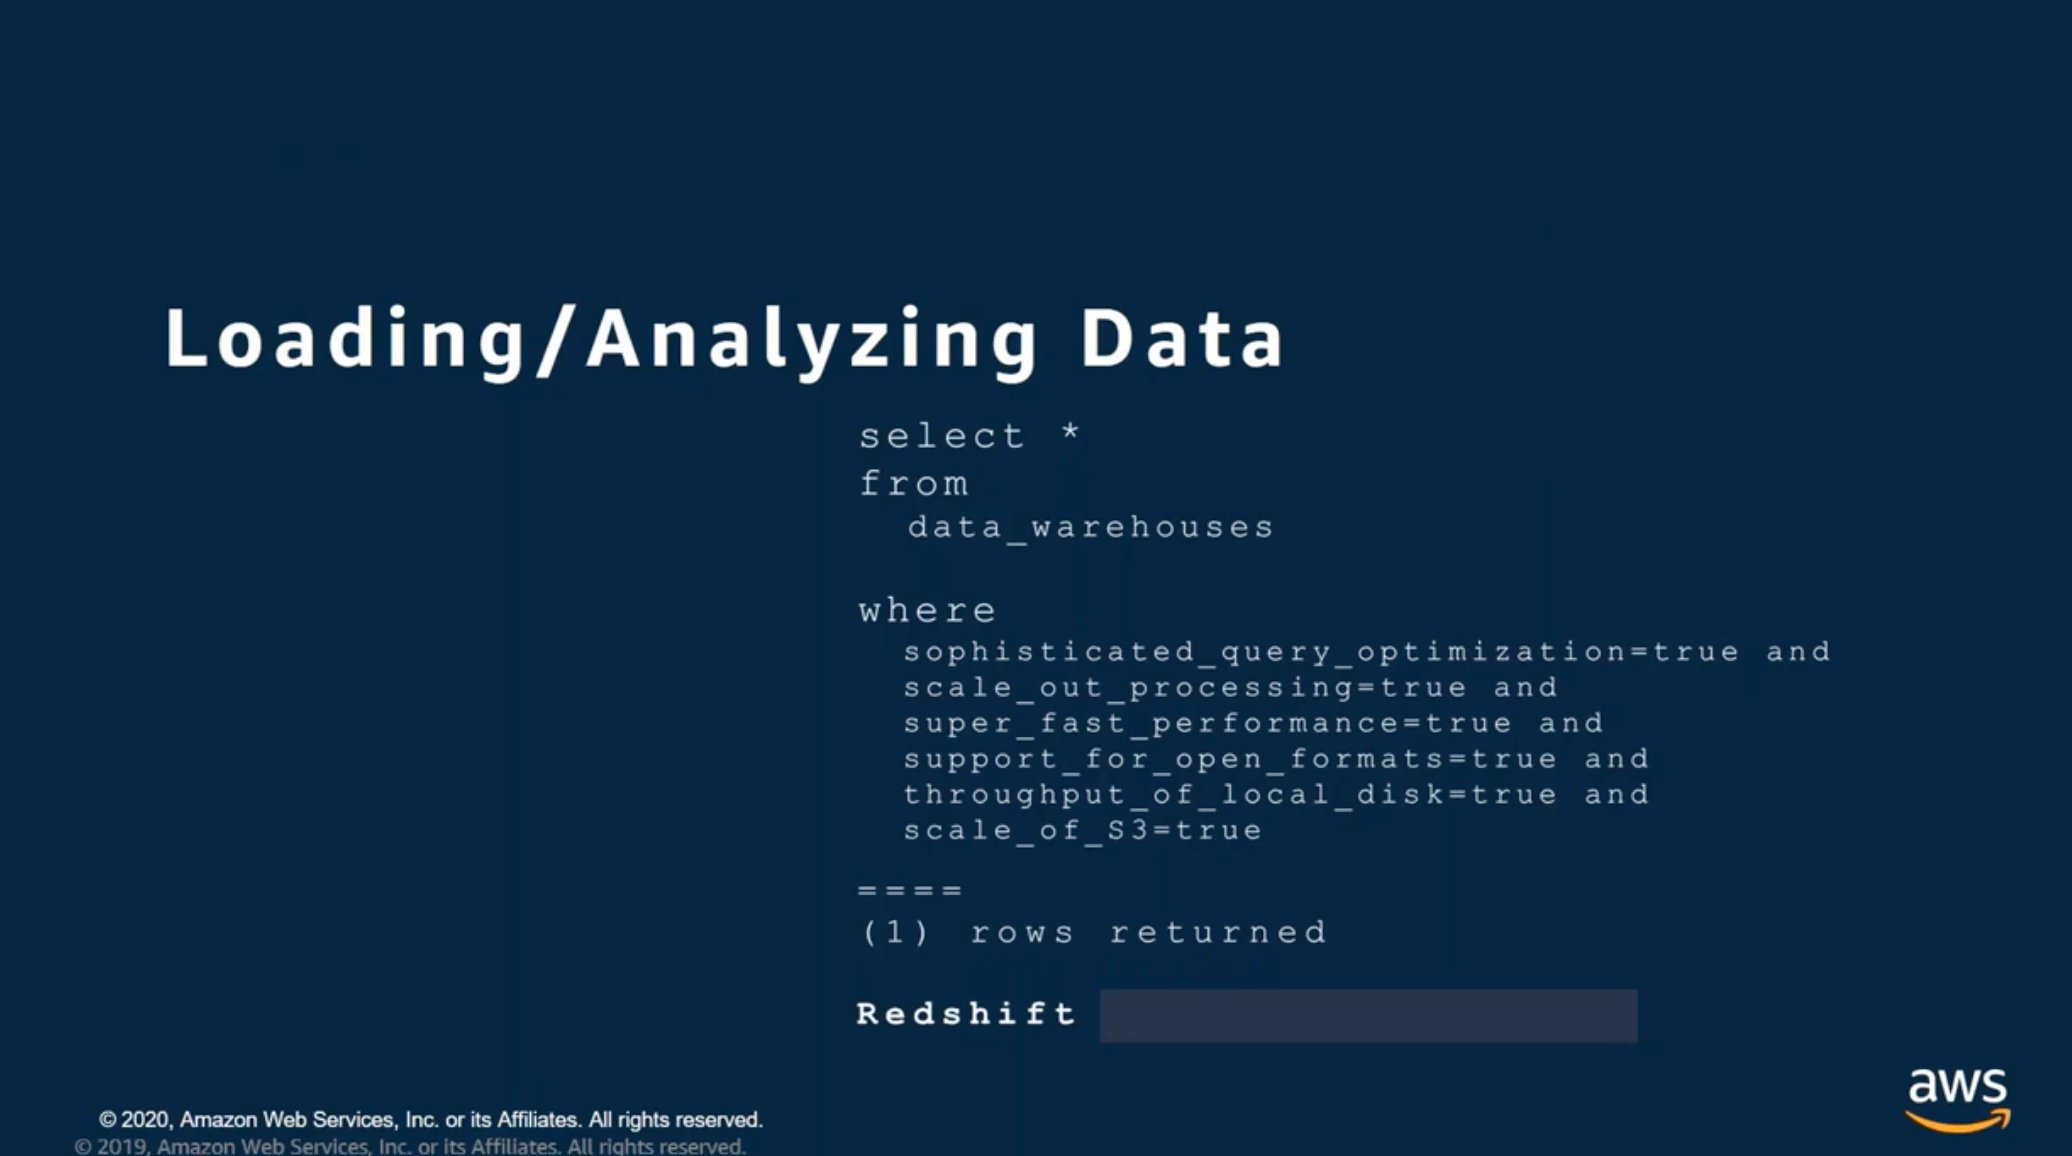 Loading/Analyzing Data
select *
from
data_warehouses
where
sophisticated_query_optimization=true and
scale_out_processing=true and
super_fast_performance=true and
support_for_open_formats=true and
throughput_of_local_disk=true and
scale_of_S3=true
====
(1) rows returned
Redshift
aws
© 2020, Amazon Web Services, Inc. or its Affiliates. All rights reserved.
© 2019, Amazon Web Services, Inc. or its Affiliates. All rights reserved.